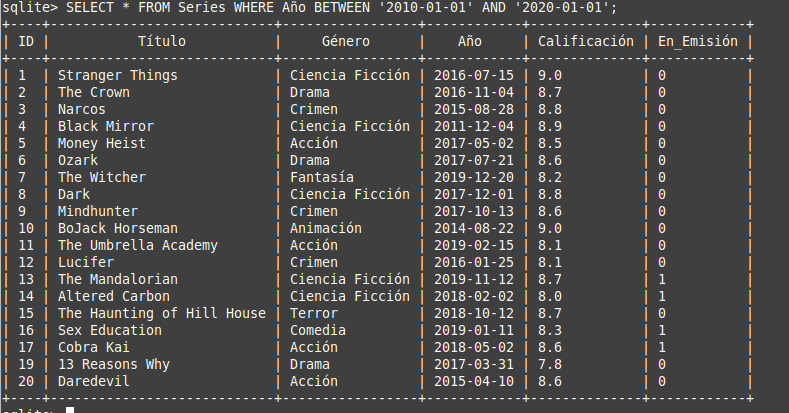 sqlite> SELECT * FROM Series WHERE Año BETWEEN '2010-01-01' AND '2020-01-01';
+----+---------------------------+----------------+------------+--------------+------------+
| ID | Título | Género | Año | Calificación | En_Emisión |
+----+---------------------------+----------------+------------+--------------+------------+
| 1 | Stranger Things | Ciencia Ficción | 2016-07-15 | 9.0 | 0 |
| 2 | The Crown | Drama | 2016-11-04 | 8.7 | 0 |
| 3 | Narcos | Crimen | 2015-08-28 | 8.8 | 0 |
| 4 | Black Mirror | Ciencia Ficción | 2011-12-04 | 8.9 | 0 |
| 5 | Money Heist | Acción | 2017-05-02 | 8.5 | 0 |
| 6 | Ozark | Drama | 2017-07-21 | 8.6 | 0 |
| 7 | The Witcher | Fantasía | 2019-12-20 | 8.2 | 0 |
| 8 | Dark | Ciencia Ficción | 2017-12-01 | 8.8 | 0 |
| 9 | Mindhunter | Crimen | 2017-10-13 | 8.6 | 0 |
| 10 | BoJack Horseman | Animación | 2014-08-22 | 9.0 | 0 |
| 11 | The Umbrella Academy | Acción | 2019-02-15 | 8.1 | 0 |
| 12 | Lucifer | Crimen | 2016-01-25 | 8.1 | 0 |
| 13 | The Mandalorian | Ciencia Ficción | 2019-11-12 | 8.7 | 1 |
| 14 | Altered Carbon | Ciencia Ficción | 2018-02-02 | 8.0 | 1 |
| 15 | The Haunting of Hill House | Terror | 2018-10-12 | 8.7 | 0 |
| 16 | Sex Education | Comedia | 2019-01-11 | 8.3 | 1 |
| 17 | Cobra Kai | Acción | 2018-05-02 | 8.6 | 1 |
| 19 | 13 Reasons Why | Drama | 2017-03-31 | 7.8 | 0 |
| 20 | Daredevil | Acción | 2015-04-10 | 8.6 | 0 |
+----+---------------------------+----------------+------------+--------------+------------+
sqlite>